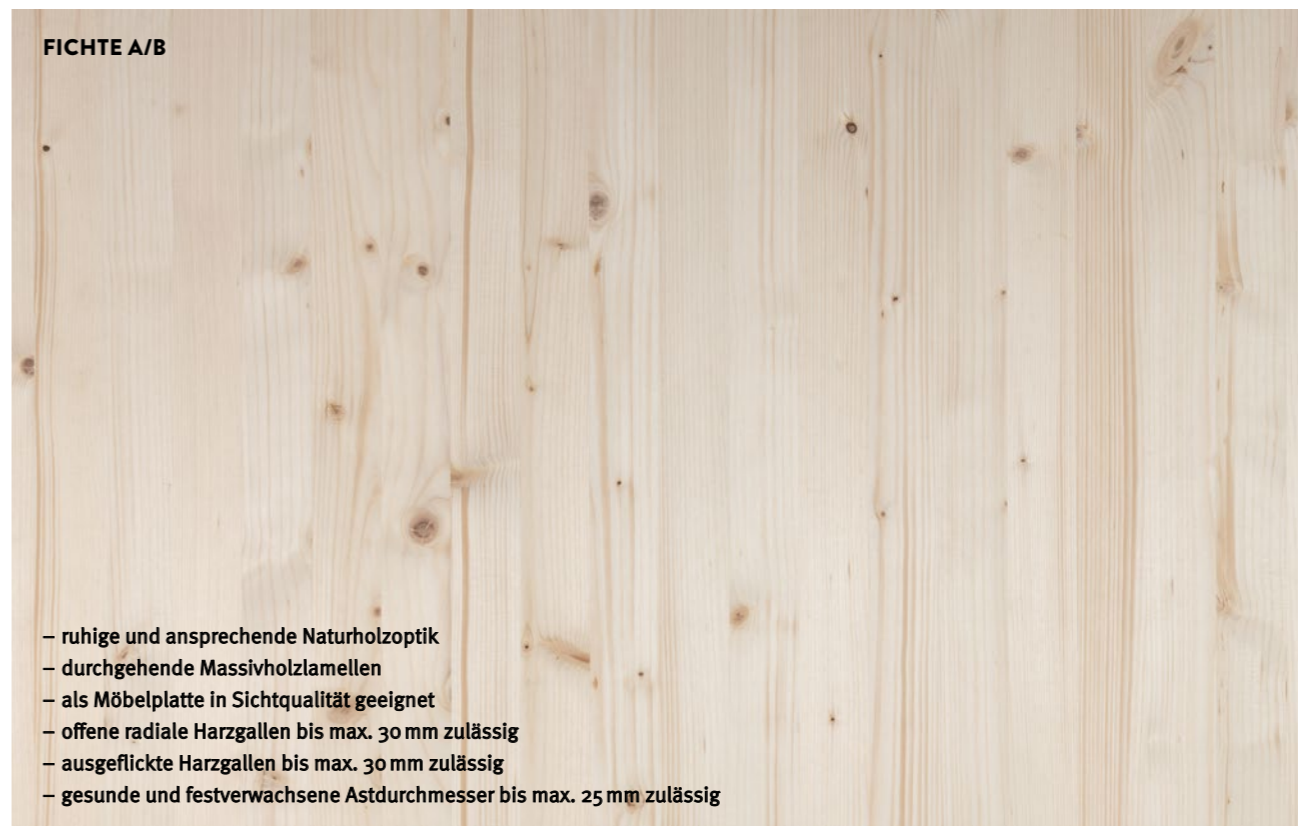 FICHTE A/B
– ruhige und ansprechende Naturholzoptik
– durchgehende Massivholzlamellen
– als Möbelplatte in Sichtqualität geeignet
– offene radiale Harzgallen bis max. 30 mm zulässig
– ausgeflickte Harzgallen bis max. 30 mm zulässig
– gesunde und festverwachsene Astdurchmesser bis max. 25 mm zulässig